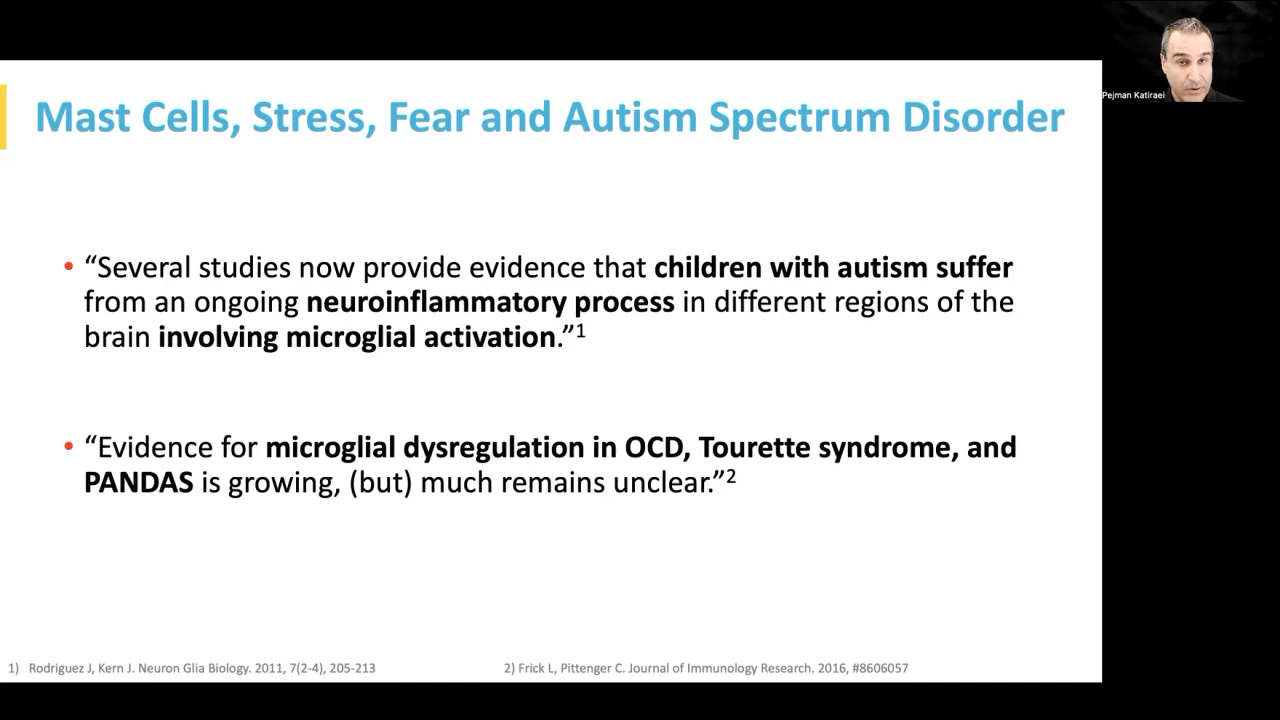 Pejman Katiraei
Mast Cells, Stress, Fear and Autism Spectrum Disorder
• “Several studies now provide evidence that children with autism suffer
from an ongoing neuroinflammatory process in different regions of the
brain involving microglial activation.”1
• “Evidence for microglial dysregulation in OCD, Tourette syndrome, and
PANDAS is growing, (but) much remains unclear.”2
1) Rodriguez J, Kern J. Neuron Glia Biology. 2011, 7(2-4), 205-213
2) Frick L, Pittenger C. Journal of Immunology Research. 2016, #8606057